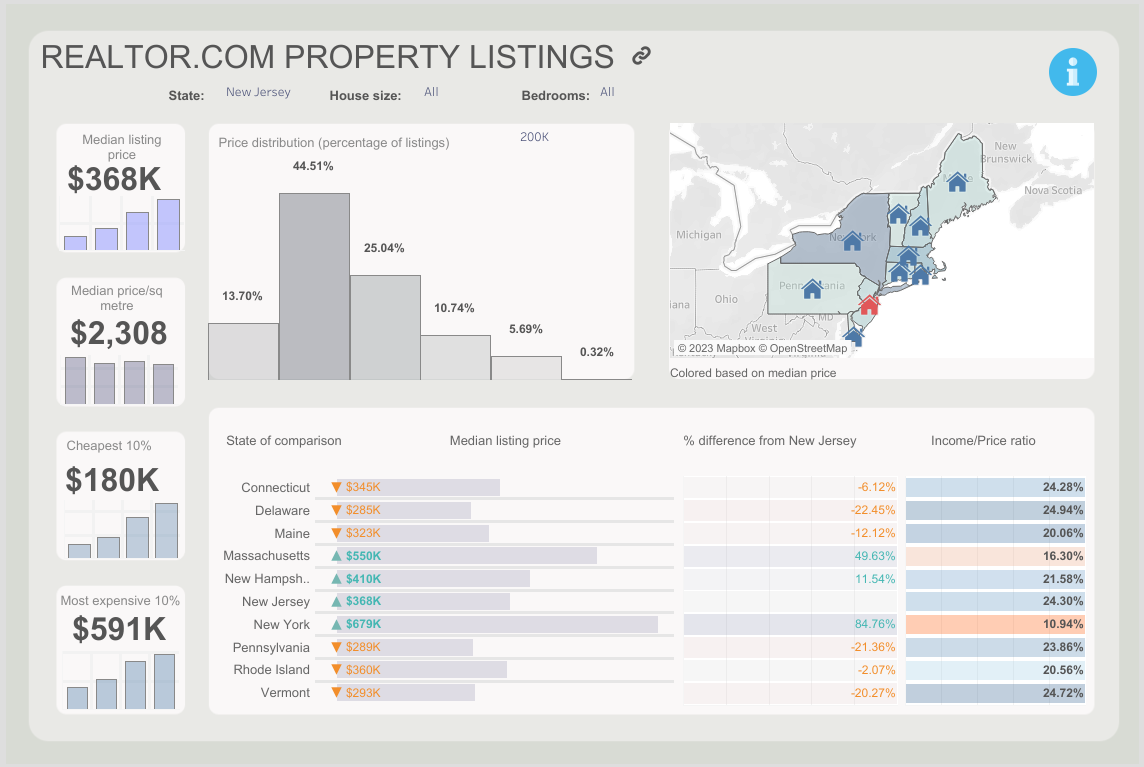 REALTOR.COM PROPERTY LISTINGS
State: New Jersey House size: All Bedrooms: All
Median listing
price
$368K
Median price/sq
metre
$2,308
Cheapest 10%
$180K
Most expensive 10%
$591K
Price distribution (percentage of listings) 200K
13.70%
44.51%
25.04%
10.74%
5.69%
0.32%
New
Brunswick
Nova Scotia
Michigan
New York
Ohio
MD
West
© 2023 Mapbox © OpenStreetMap
Colored based on median price
State of comparison Median listing price % difference from New Jersey Income/Price ratio
Connecticut ▼ $345K -6.12% 24.28%
Delaware ▼ $285K -22.45% 24.94%
Maine ▼ $323K -12.12% 20.06%
Massachusetts ▲ $550K 49.63% 16.30%
New Hampsh.. ▲ $410K 11.54% 21.58%
New Jersey ▲ $368K 24.30%
New York ▲ $679K 84.76% 10.94%
Pennsylvania ▼ $289K -21.36% 23.86%
Rhode Island ▼ $360K -2.07% 20.56%
Vermont ▼ $293K -20.27% 24.72%